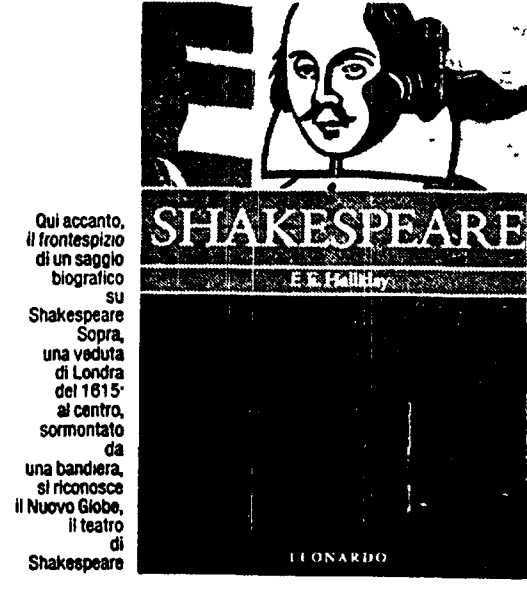 Qui accanto,
il frontespizio
di un saggio
biografico
su
Shakespeare
Sopra,
una veduta
di Londra
del 1615·
al centro,
sormontato
da
una bandiera,
si riconosce
il Nuovo Globe,
il teatro
di
Shakespeare
SHAKESPEARE
F. E. Halliday
LEONARDO